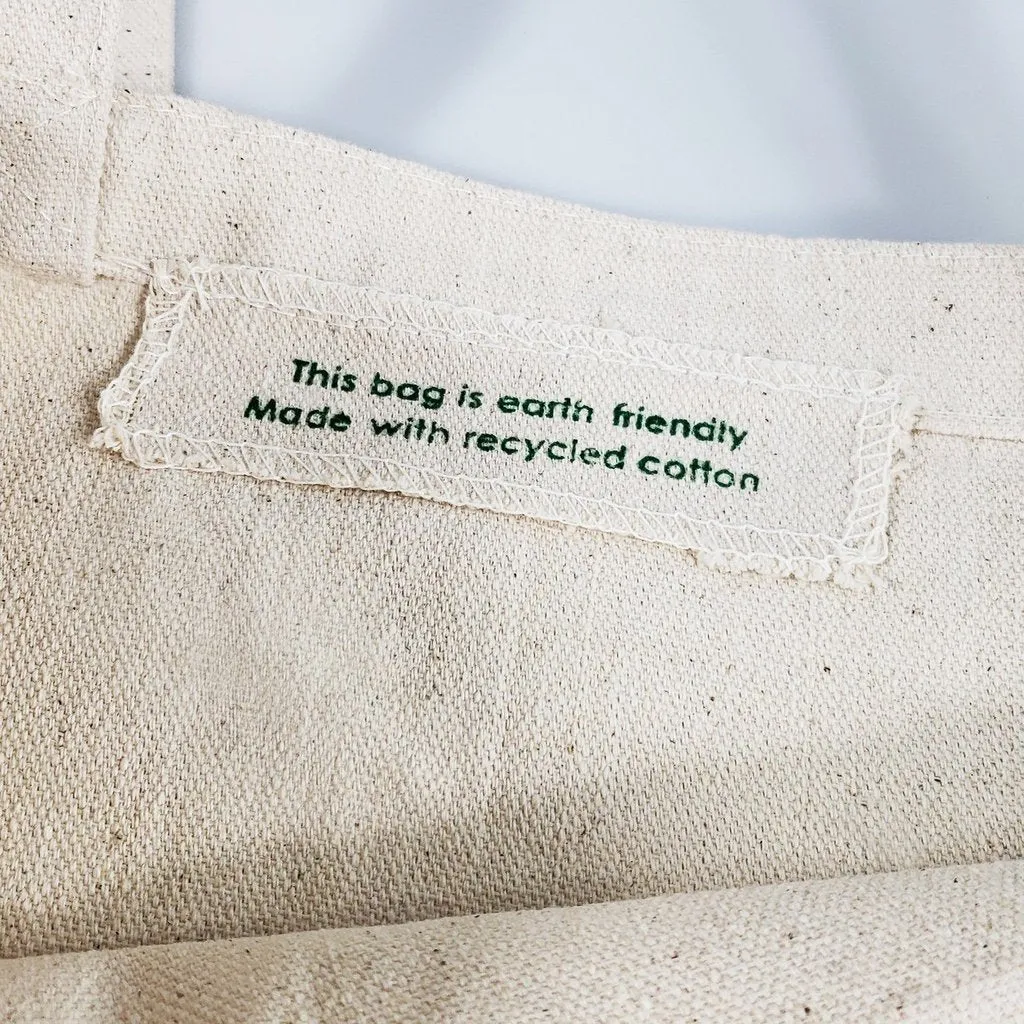 This bag is earth friendly
Made with recycled cotton